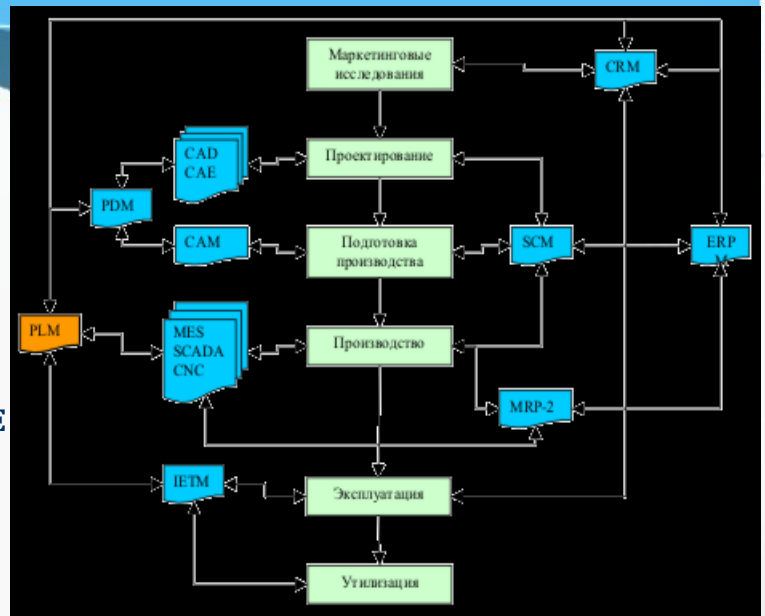 Маркетинговые
исследования
CRM
CAD
CAE
Проектирование
PDM
CAM
Подготовка
производства
SCM
ERP
M
PLM
MES
SCADA
CNC
Производство
MRP-2
Е
IETM
Эксплуатация
Утилизация